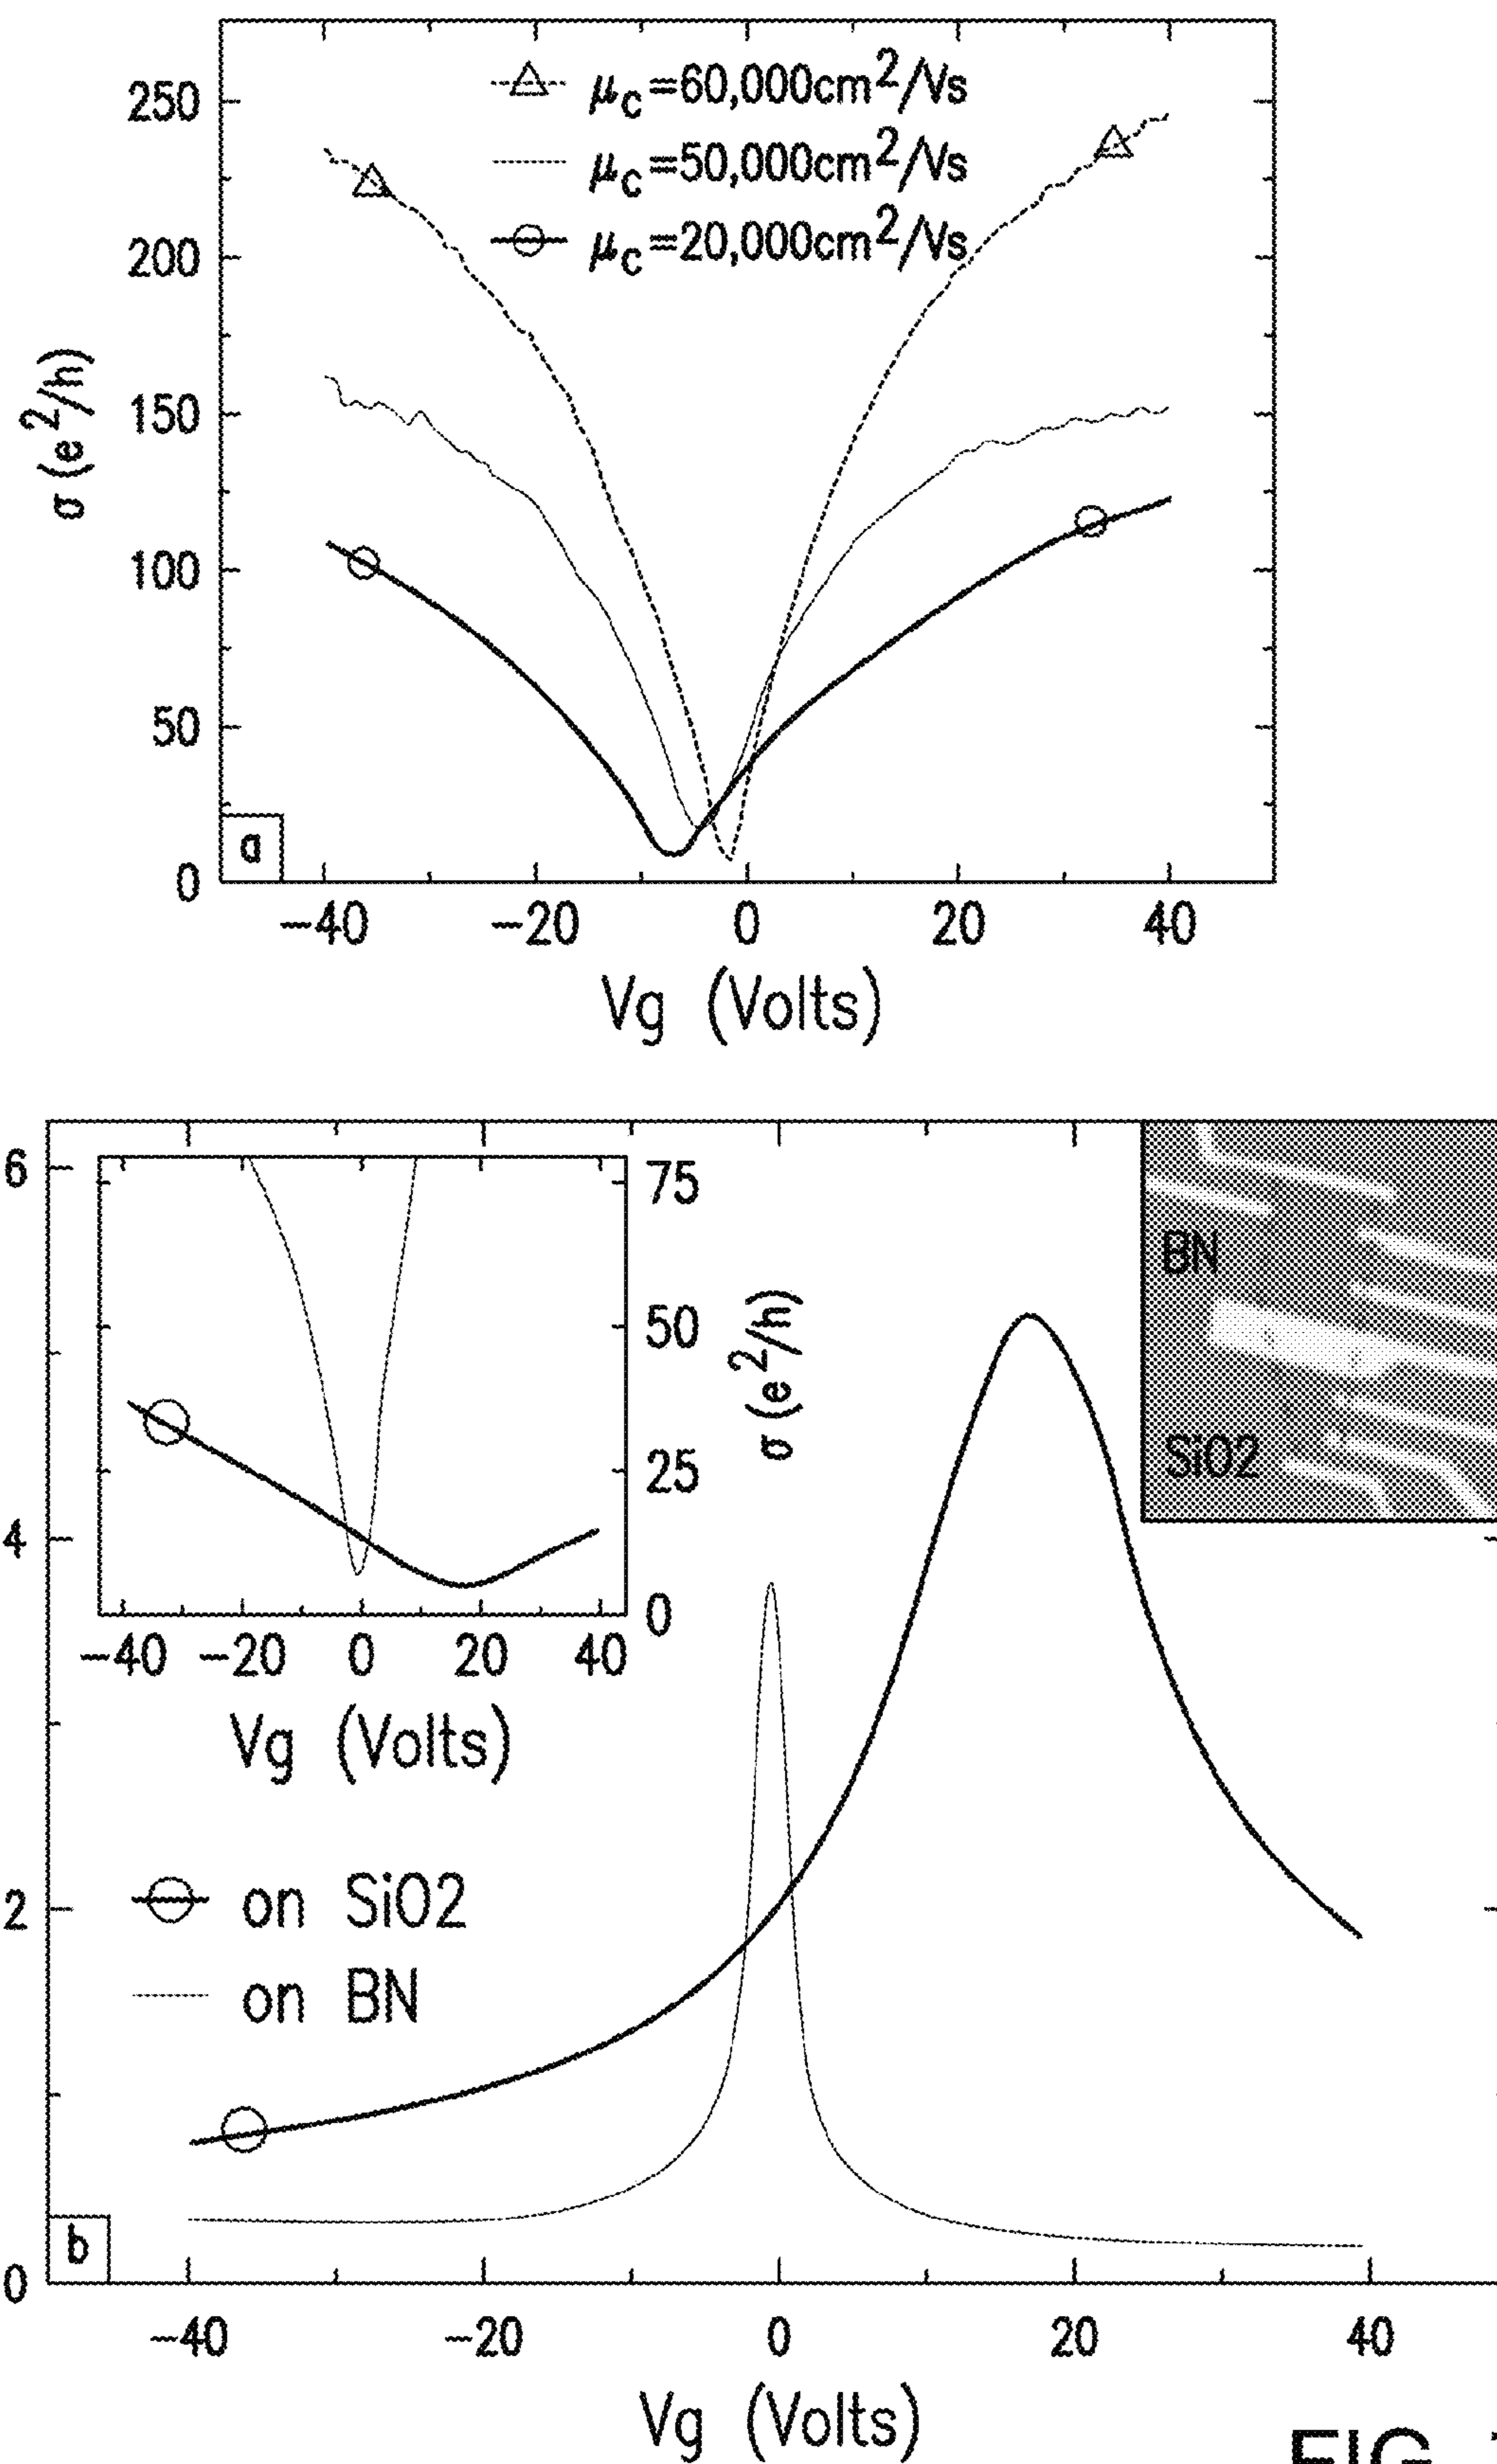 250
200
150
100
50
0
σ (e²/h)
μc=60,000cm²/Vs
μc=50,000cm²/Vs
μc=20,000cm²/Vs
a
−40 −20 0 20 40
Vg (Volts)
6
4
2
0
75
50
25
0
σ (e²/h)
−40 −20 0 20 40
Vg (Volts)
BN
SiO2
on SiO2
on BN
b
−40 −20 0 20 40
Vg (Volts)
FIG.